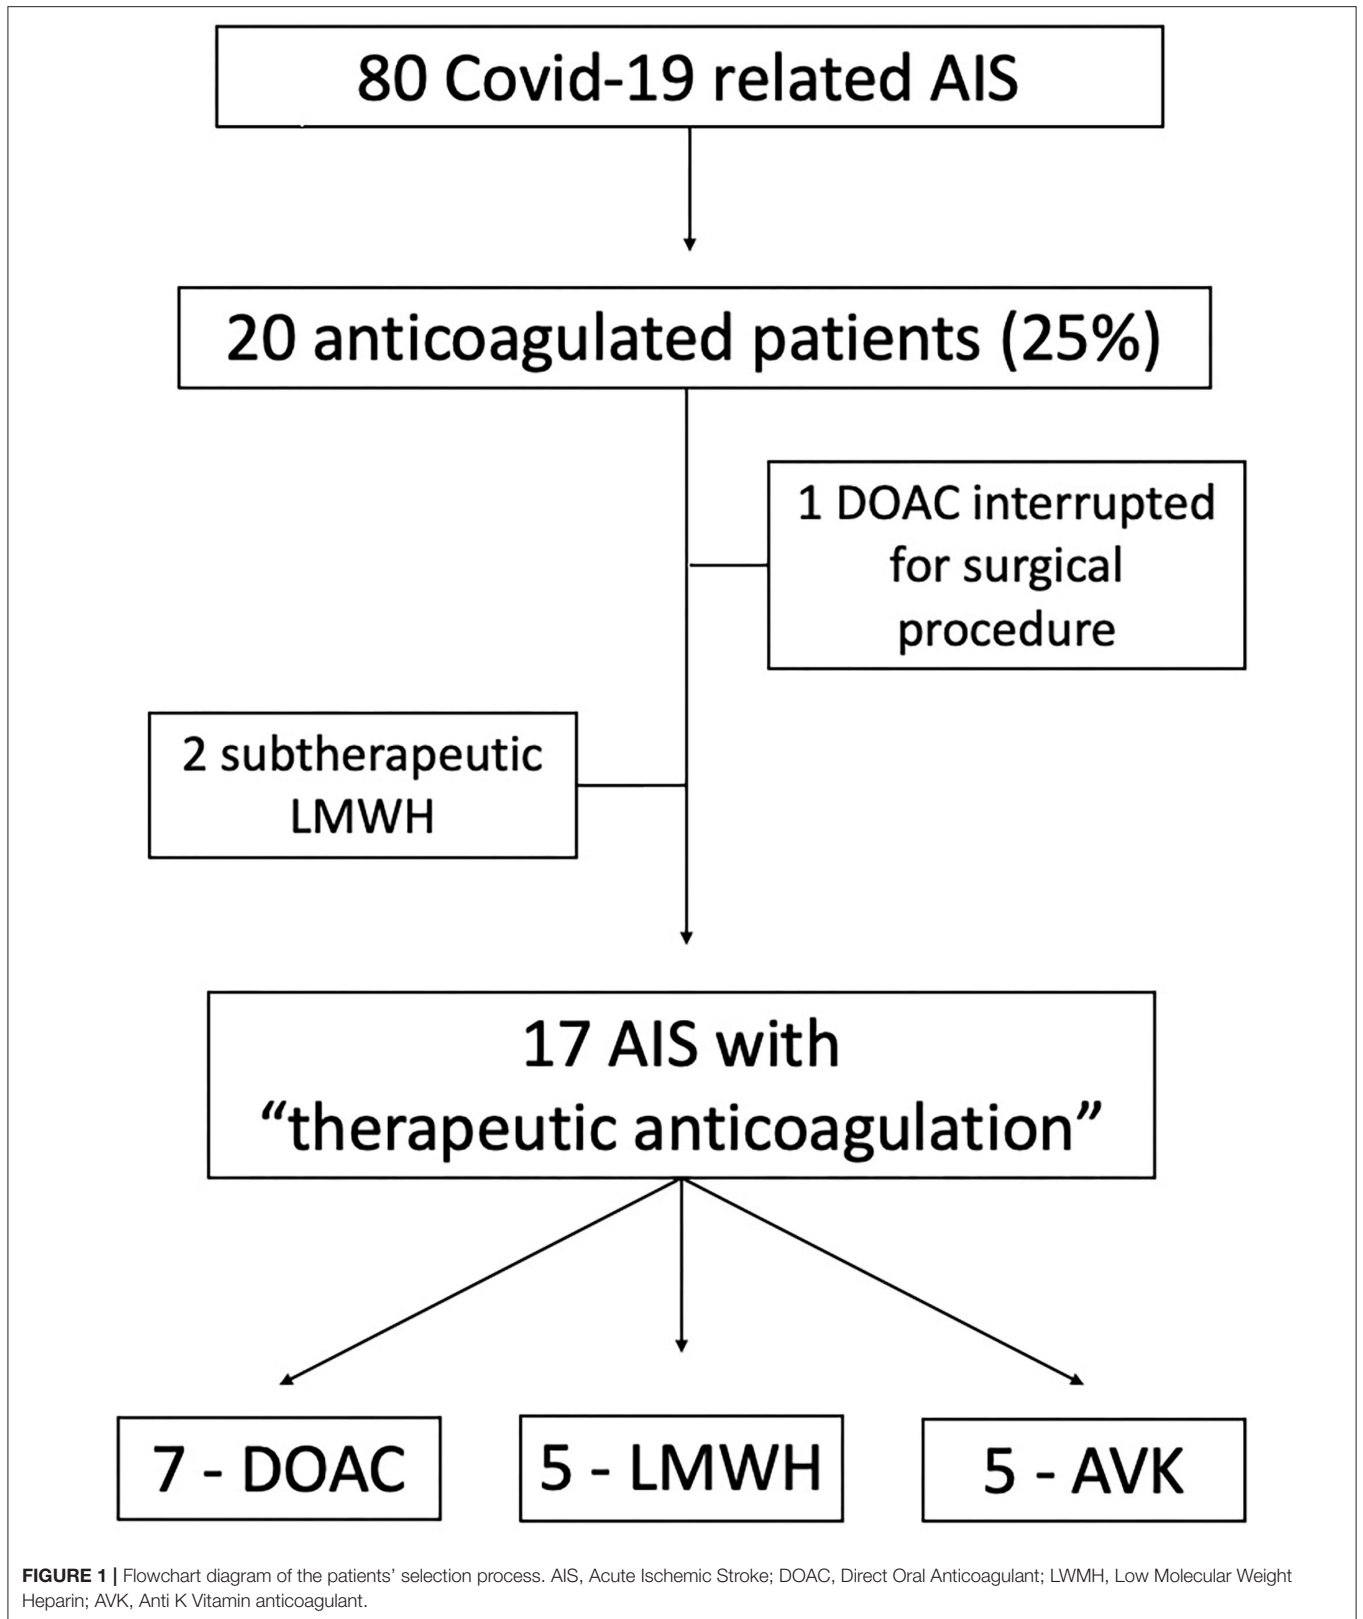 80 Covid-19 related AIS
20 anticoagulated patients (25%)
1 DOAC interrupted
for surgical
procedure
2 subtherapeutic
LMWH
17 AIS with
“therapeutic anticoagulation”
7 - DOAC
5 - LMWH
5 - AVK
FIGURE 1 | Flowchart diagram of the patients’ selection process. AIS, Acute Ischemic Stroke; DOAC, Direct Oral Anticoagulant; LWMH, Low Molecular Weight
Heparin; AVK, Anti K Vitamin anticoagulant.